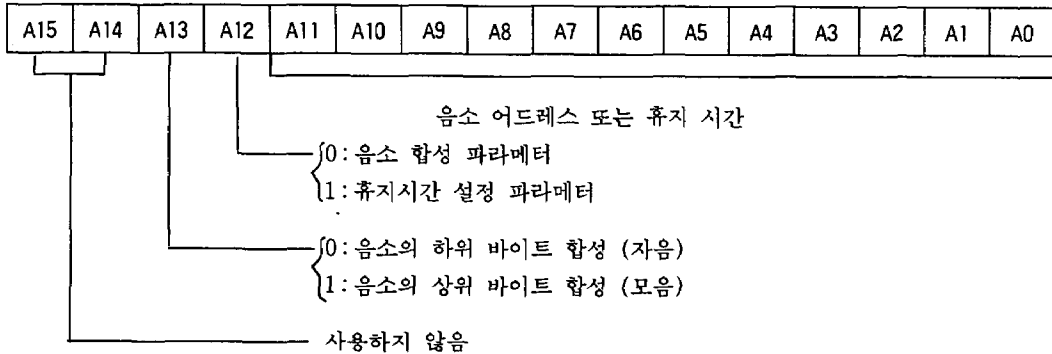 A15 A14 A13 A12 A11 A10 A9 A8 A7 A6 A5 A4 A3 A2 A1 A0
음소 어드레스 또는 휴지 시간
0:음소 합성 파라메터
1:휴지시간 설정 파라메터
0:음소의 하위 바이트 합성 (자음)
1:음소의 상위 바이트 합성 (모음)
사용하지 않음